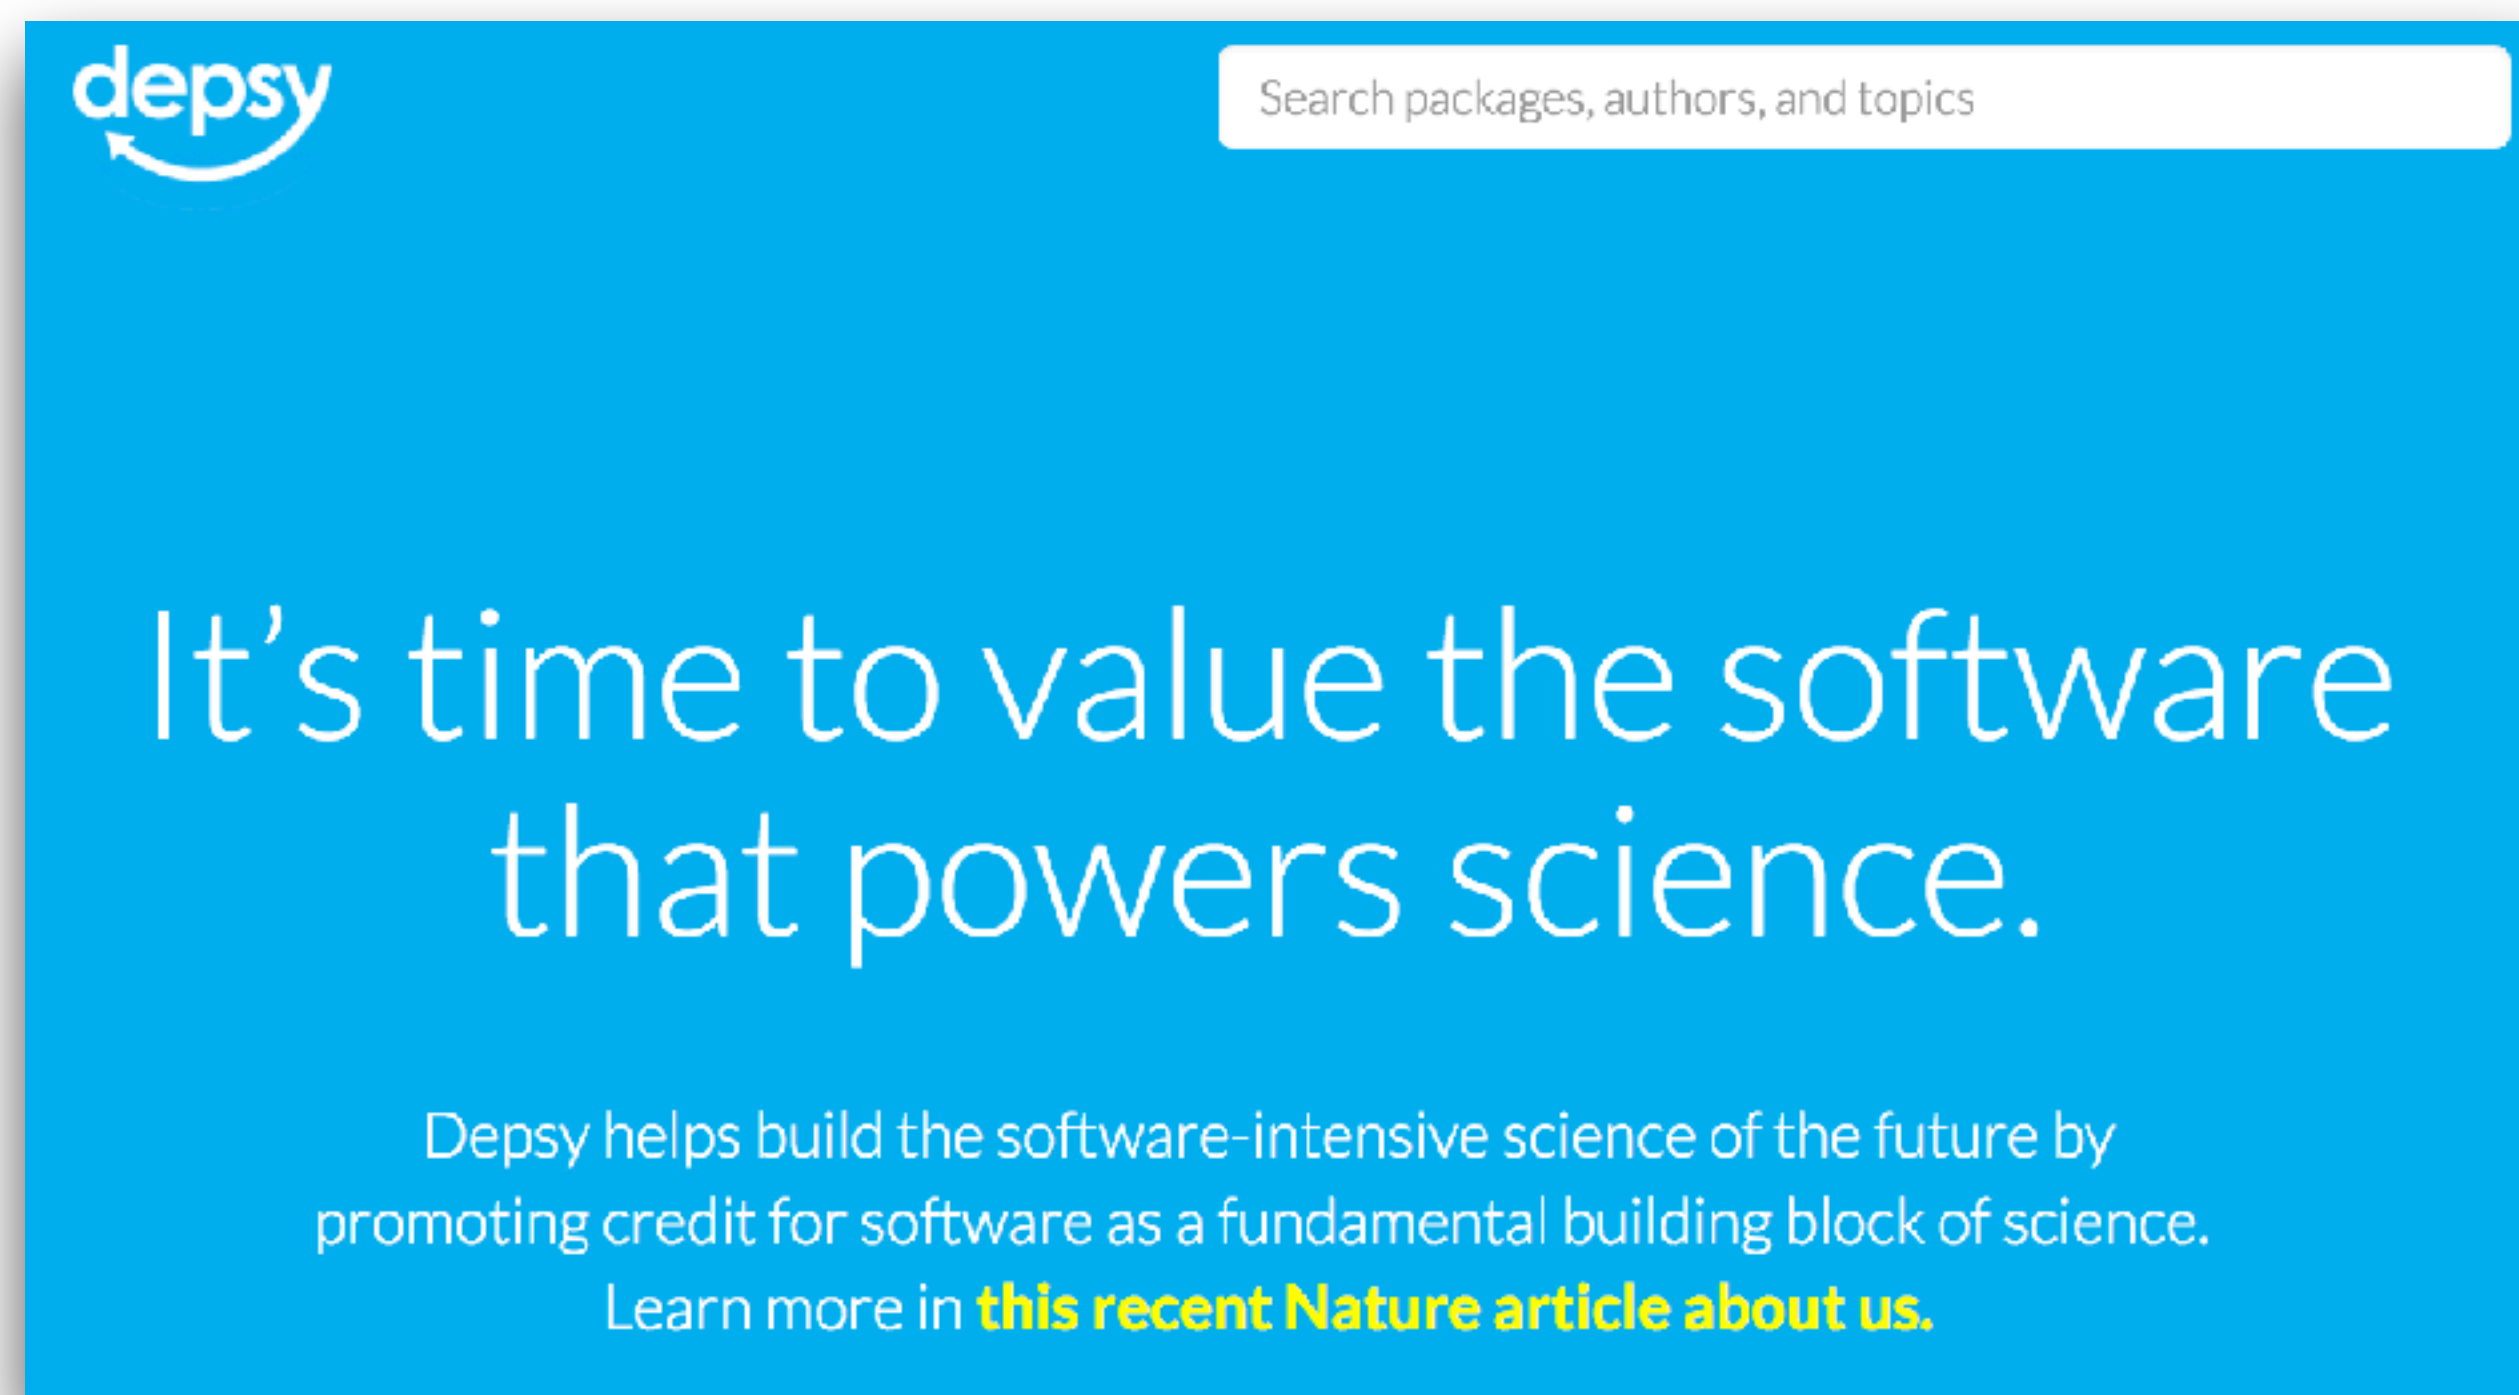 depsy
Search packages, authors, and topics
It’s time to value the software
that powers science.
Depsy helps build the software-intensive science of the future by
promoting credit for software as a fundamental building block of science.
Learn more in this recent Nature article about us.